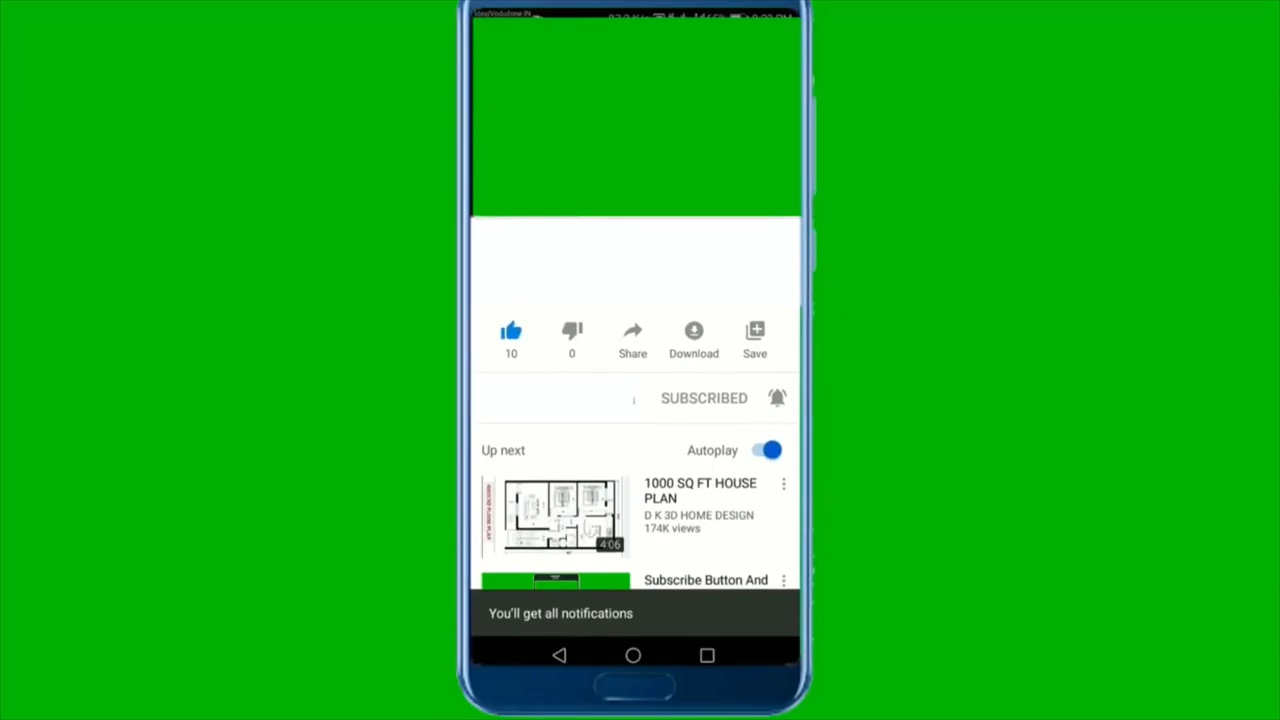 10
0
Share
Download
Save
SUBSCRIBED
Up next
Autoplay
1000 SQ FT HOUSE
PLAN
D K 3D HOME DESIGN
174K views
4:06
Subscribe Button And
You'll get all notifications